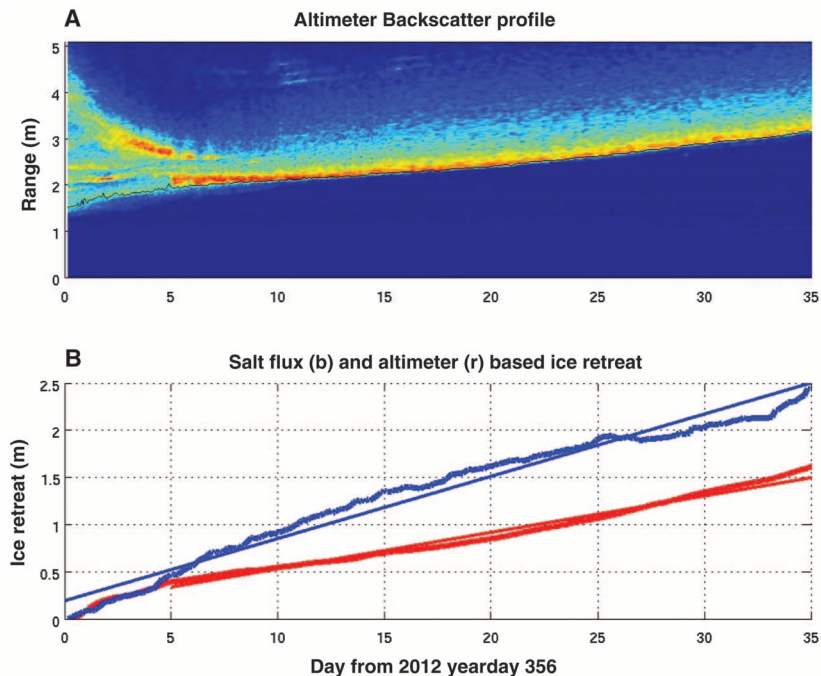 A
Altimeter Backscatter profile
5
4
3
2
1
0
Range (m)
0 5 10 15 20 25 30 35
B
Salt flux (b) and altimeter (r) based ice retreat
2.5
2
1.5
1
0.5
0
Ice retreat (m)
0 5 10 15 20 25 30 35
Day from 2012 yearday 356